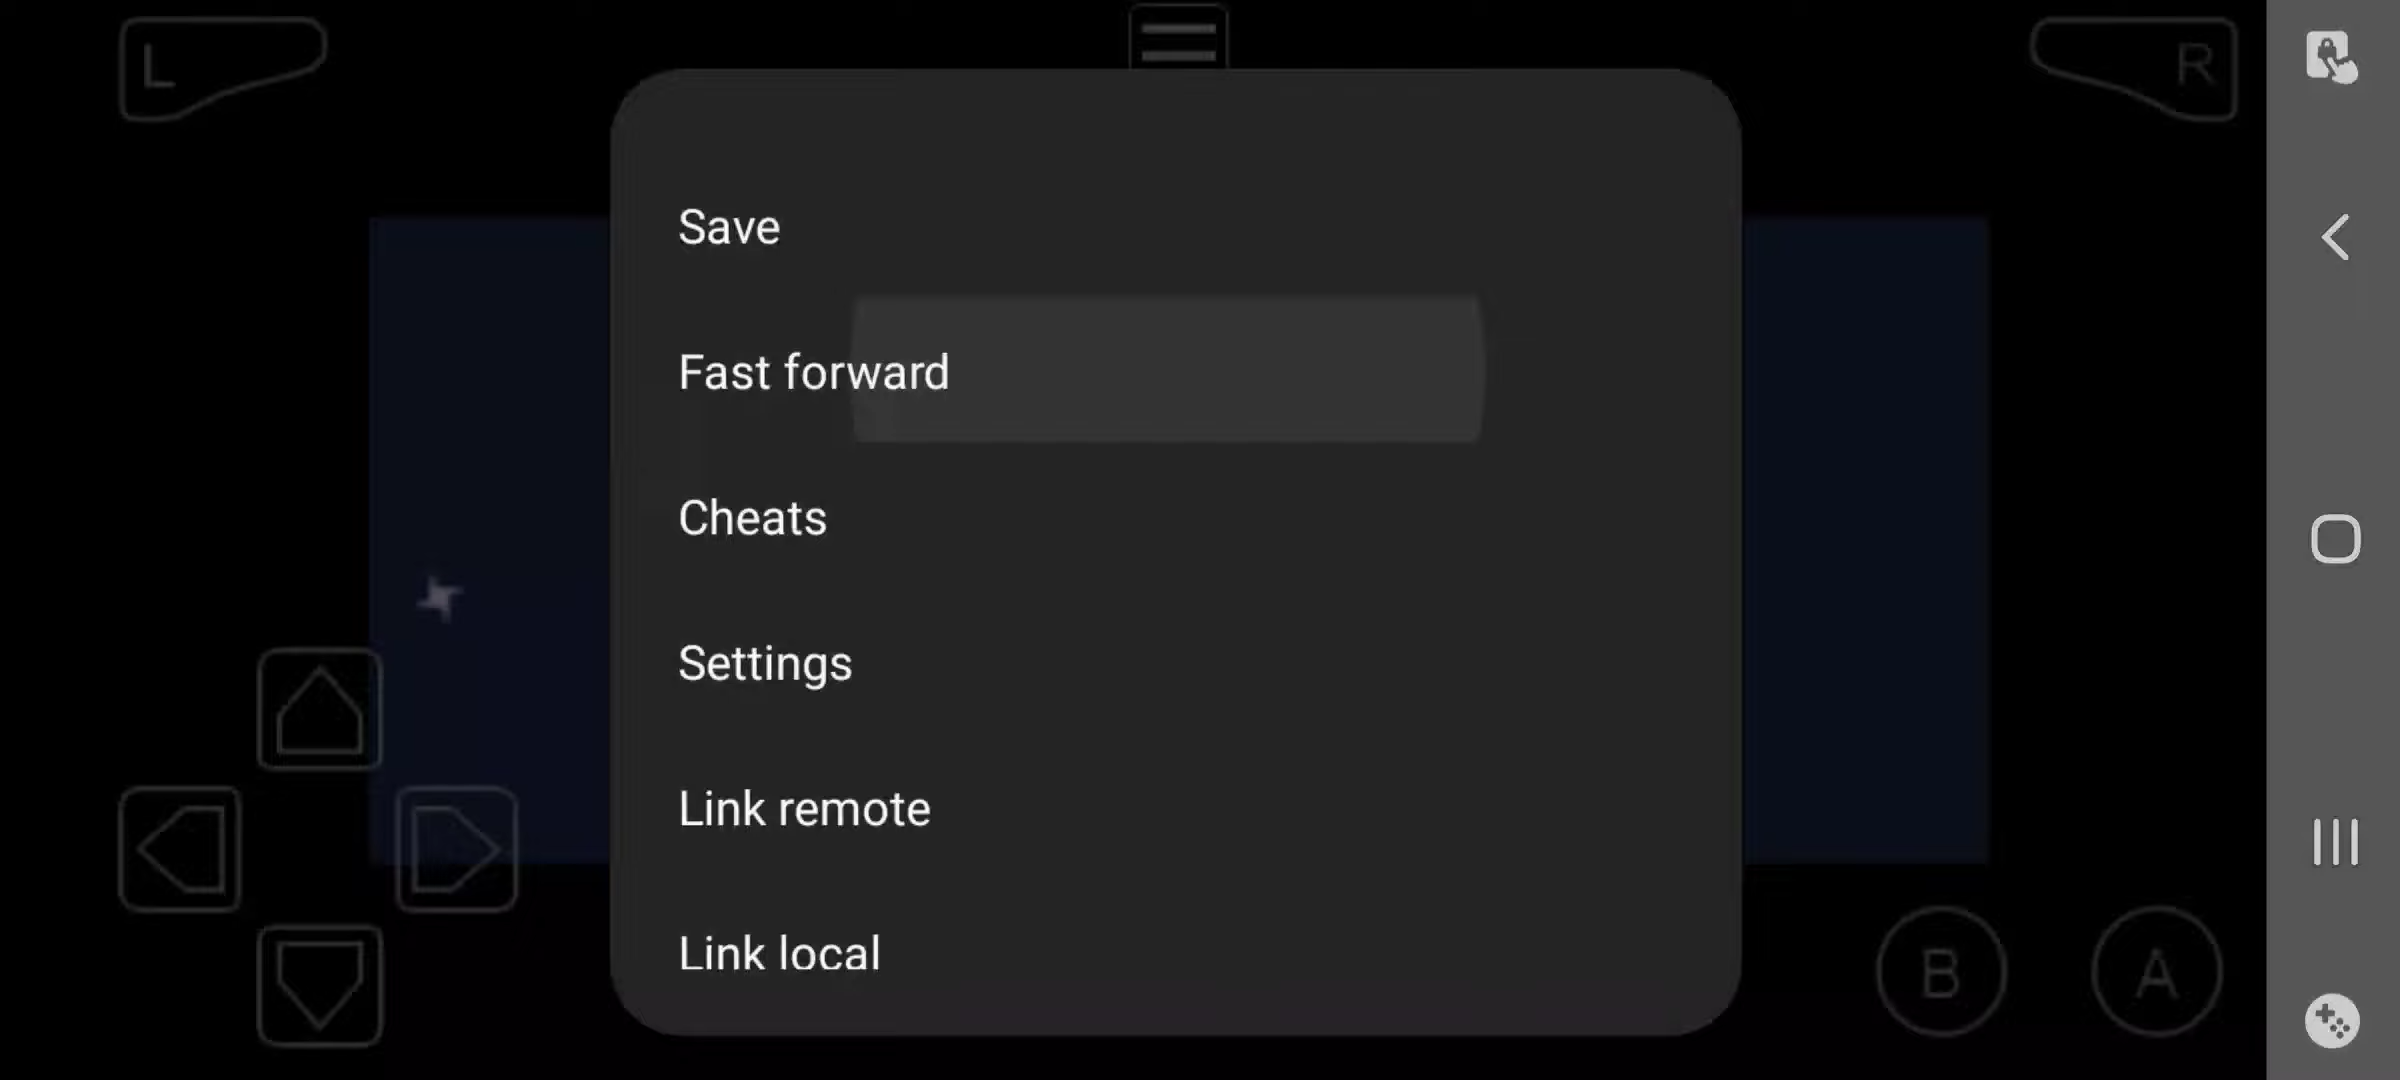 L
R
Save
Fast forward
Cheats
Settings
Link remote
Link local
B
A